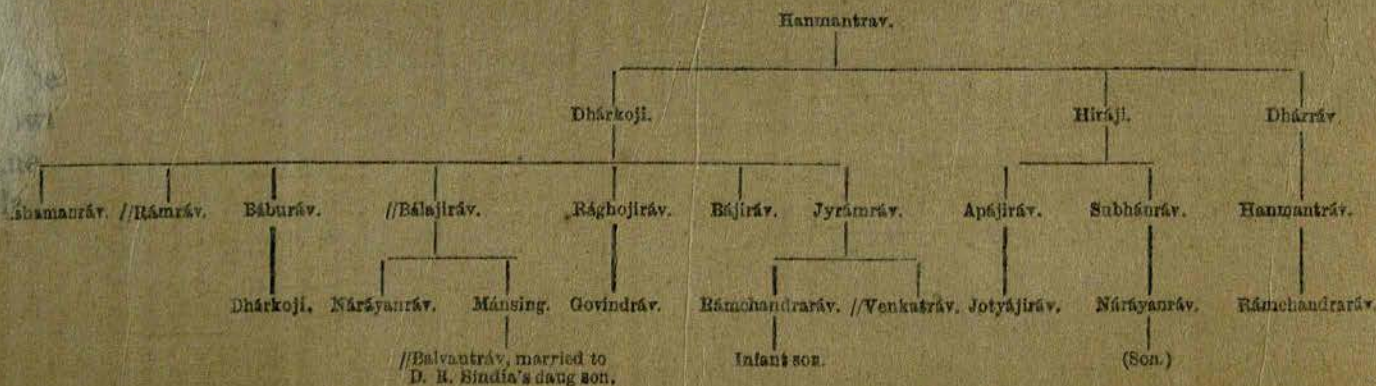 Hanmantrav.
Dhárkoji. Hiráji. Dhárráv
shamanráv. //Rámráv. Báburáv. //Bálajiráv. Rághojiráv. Bájiráv. Jyrámráv. Apájiráv. Subhánráv. Hanmantráv.
Dhárkoji. Náráyanráv. Mánsing. Govindráv. Rámchandraráv. //Venkatráv. Jotyájiráv. Náráyanráv. Rámchandraráv.
//Balvantráv, married to Infant son. (Son.)
D. R. Sindia's daug son,